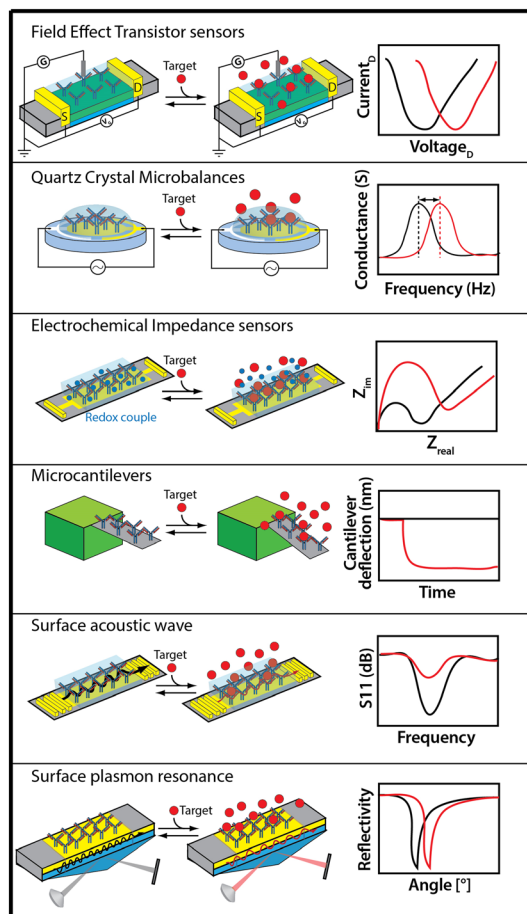 Field Effect Transistor sensors
G
Target
G
S
D
S
D
Current_D
Voltage_D
Quartz Crystal Microbalances
Target
Conductance (S)
Frequency (Hz)
Electrochemical Impedance sensors
Target
Redox couple
Z_im
Z_real
Microcantilevers
Target
Cantilever
deflection (nm)
Time
Surface acoustic wave
Target
S11 (dB)
Frequency
Surface plasmon resonance
Target
Reflectivity
Angle [°]